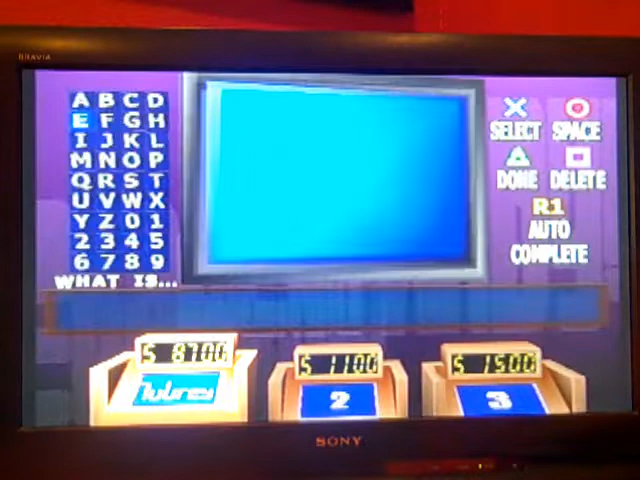 BRAVIA
A B C D
E F G H
I J K L
M N O P
Q R S T
U V W X
Y Z 0 1
2 3 4 5
6 7 8 9
SELECT SPACE
DONE DELETE
R1
AUTO
COMPLETE
WHAT IS...
$ 8700
$ 1100
$ 1500
2
3
SONY